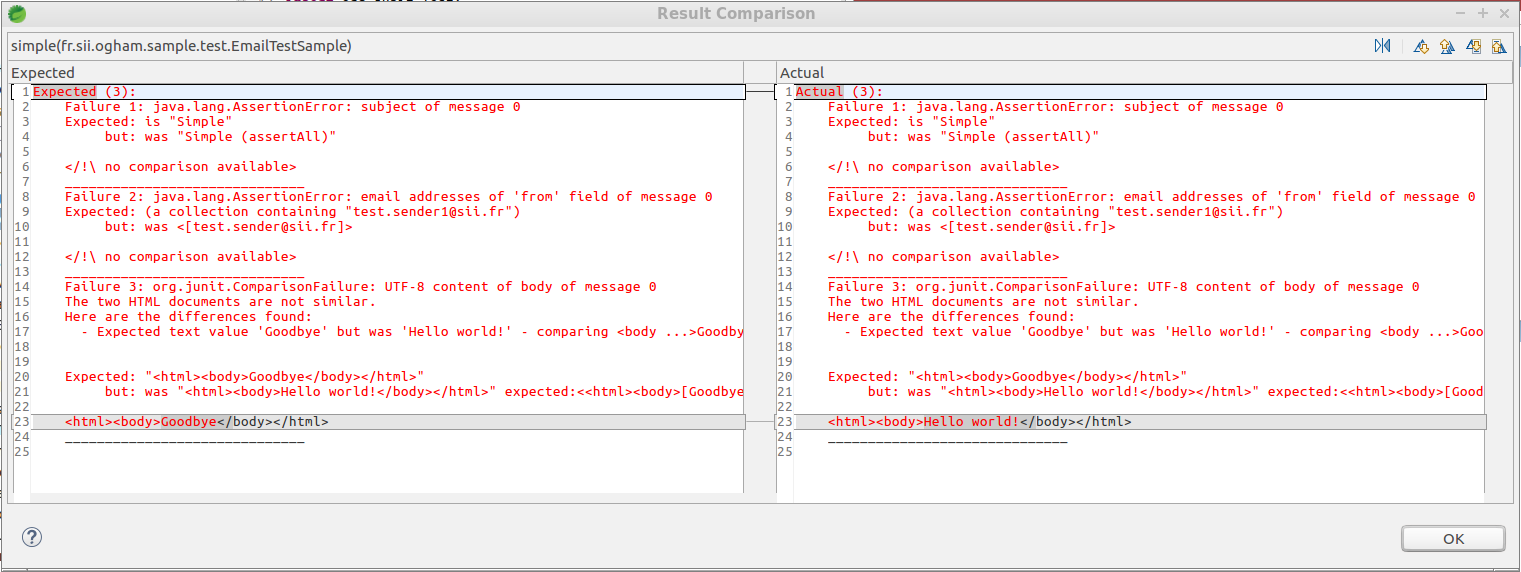 Result Comparison
simple(fr.sii.ogham.sample.test.EmailTestSample)
Expected
1 Expected (3):
2 Failure 1: java.lang.AssertionError: subject of message 0
3 Expected: is "Simple"
4 but: was "Simple (assertAll)"
5
6 </!\ no comparison available>
7 ______________________________
8 Failure 2: java.lang.AssertionError: email addresses of 'from' field of message 0
9 Expected: (a collection containing "test.sender1@sii.fr")
10 but: was <[test.sender@sii.fr]>
11
12 </!\ no comparison available>
13 ______________________________
14 Failure 3: org.junit.ComparisonFailure: UTF-8 content of body of message 0
15 The two HTML documents are not similar.
16 Here are the differences found:
17 - Expected text value 'Goodbye' but was 'Hello world!' - comparing <body ...>Goodby
18
19
20 Expected: "<html><body>Goodbye</body></html>"
21 but: was "<html><body>Hello world!</body></html>" expected:<<html><body>[Goodbye
22
23 <html><body>Goodbye</body></html>
24 ______________________________
25
Actual
1 Actual (3):
2 Failure 1: java.lang.AssertionError: subject of message 0
3 Expected: is "Simple"
4 but: was "Simple (assertAll)"
5
6 </!\ no comparison available>
7 ______________________________
8 Failure 2: java.lang.AssertionError: email addresses of 'from' field of message 0
9 Expected: (a collection containing "test.sender1@sii.fr")
10 but: was <[test.sender@sii.fr]>
11
12 </!\ no comparison available>
13 ______________________________
14 Failure 3: org.junit.ComparisonFailure: UTF-8 content of body of message 0
15 The two HTML documents are not similar.
16 Here are the differences found:
17 - Expected text value 'Goodbye' but was 'Hello world!' - comparing <body ...>Goo
18
19
20 Expected: "<html><body>Goodbye</body></html>"
21 but: was "<html><body>Hello world!</body></html>" expected:<<html><body>[Good
22
23 <html><body>Hello world!</body></html>
24 ______________________________
25
OK